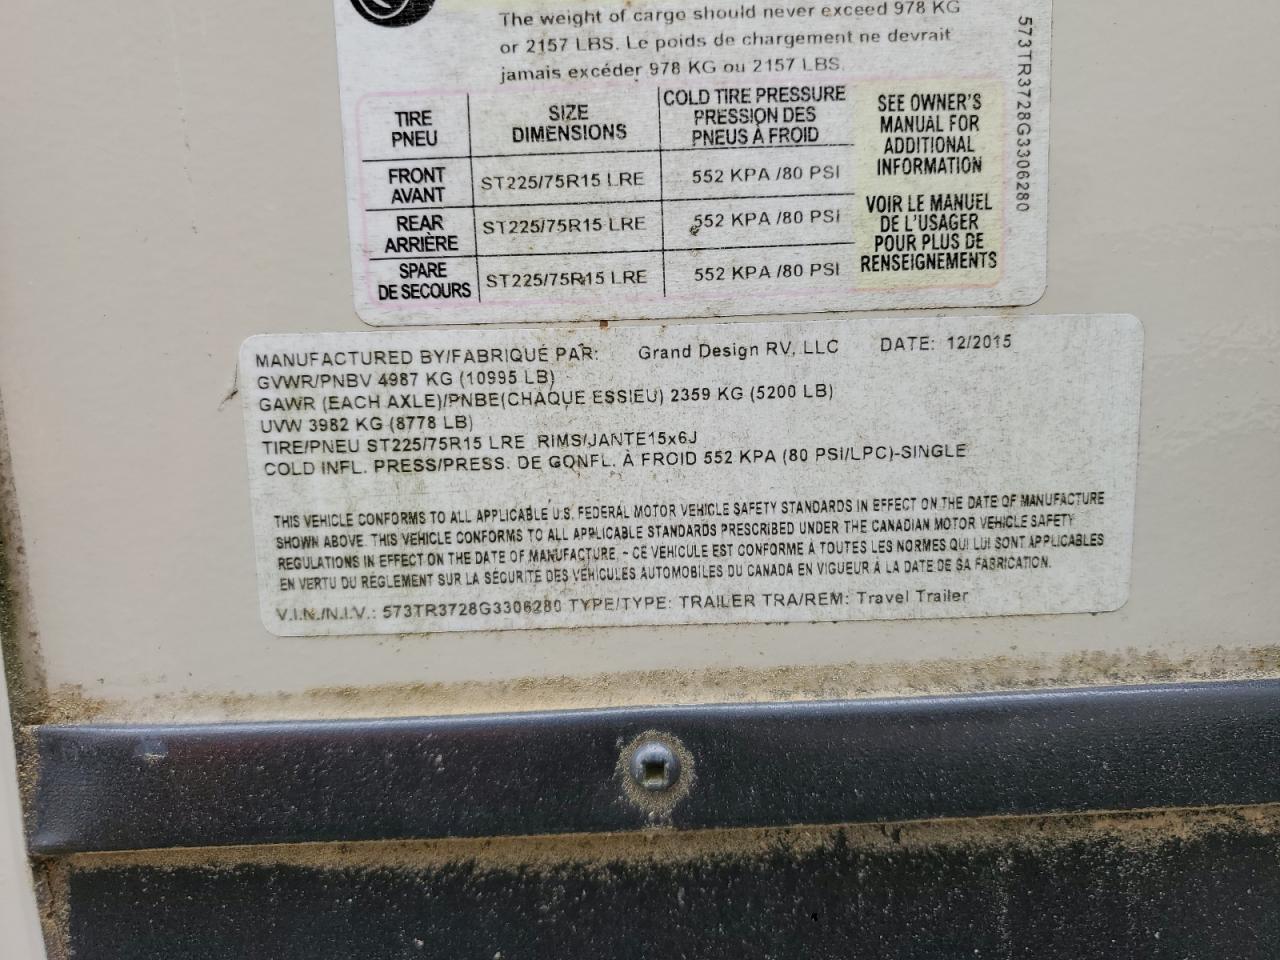 The weight of cargo should never exceed 978 KG
or 2157 LBS. Le poids de chargement ne devrait
jamais excéder 978 KG ou 2157 LBS.
TIRE
PNEU
SIZE
DIMENSIONS
COLD TIRE PRESSURE
PRESSION DES
PNEUS À FROID
SEE OWNER'S
MANUAL FOR
ADDITIONAL
INFORMATION
VOIR LE MANUEL
DE L'USAGER
POUR PLUS DE
RENSEIGNEMENTS
FRONT
AVANT
ST225/75R15 LRE
552 KPA /80 PSI
REAR
ARRIÈRE
ST225/75R15 LRE
552 KPA /80 PSI
SPARE
DE SECOURS
ST225/75R15 LRE
552 KPA /80 PSI
573TR3728G3306280
MANUFACTURED BY/FABRIQUÉ PAR: Grand Design RV, LLC DATE: 12/2015
GVWR/PNBV 4987 KG (10995 LB)
GAWR (EACH AXLE)/PNBE(CHAQUE ESSIEU) 2359 KG (5200 LB)
UVW 3982 KG (8778 LB)
TIRE/PNEU ST225/75R15 LRE RIMS/JANTE15x6J
COLD INFL. PRESS/PRESS. DE GONFL. À FROID 552 KPA (80 PSI/LPC)-SINGLE
THIS VEHICLE CONFORMS TO ALL APPLICABLE U.S. FEDERAL MOTOR VEHICLE SAFETY STANDARDS IN EFFECT ON THE DATE OF MANUFACTURE
SHOWN ABOVE. THIS VEHICLE CONFORMS TO ALL APPLICABLE STANDARDS PRESCRIBED UNDER THE CANADIAN MOTOR VEHICLE SAFETY
REGULATIONS IN EFFECT ON THE DATE OF MANUFACTURE. - CE VÉHICULE EST CONFORME À TOUTES LES NORMES QUI LUI SONT APPLICABLES
EN VERTU DU RÉGLEMENT SUR LA SÉCURITÉ DES VÉHICULES AUTOMOBILES DU CANADA EN VIGUEUR À LA DATE DE SA FABRICATION.
V.I.N./N.I.V.: 573TR3728G3306280 TYPE/TYPE: TRAILER TRA/REM: Travel Trailer